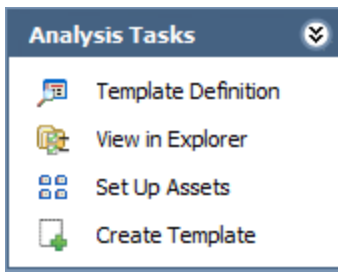 Analysis Tasks
Template Definition
View in Explorer
Set Up Assets
Create Template